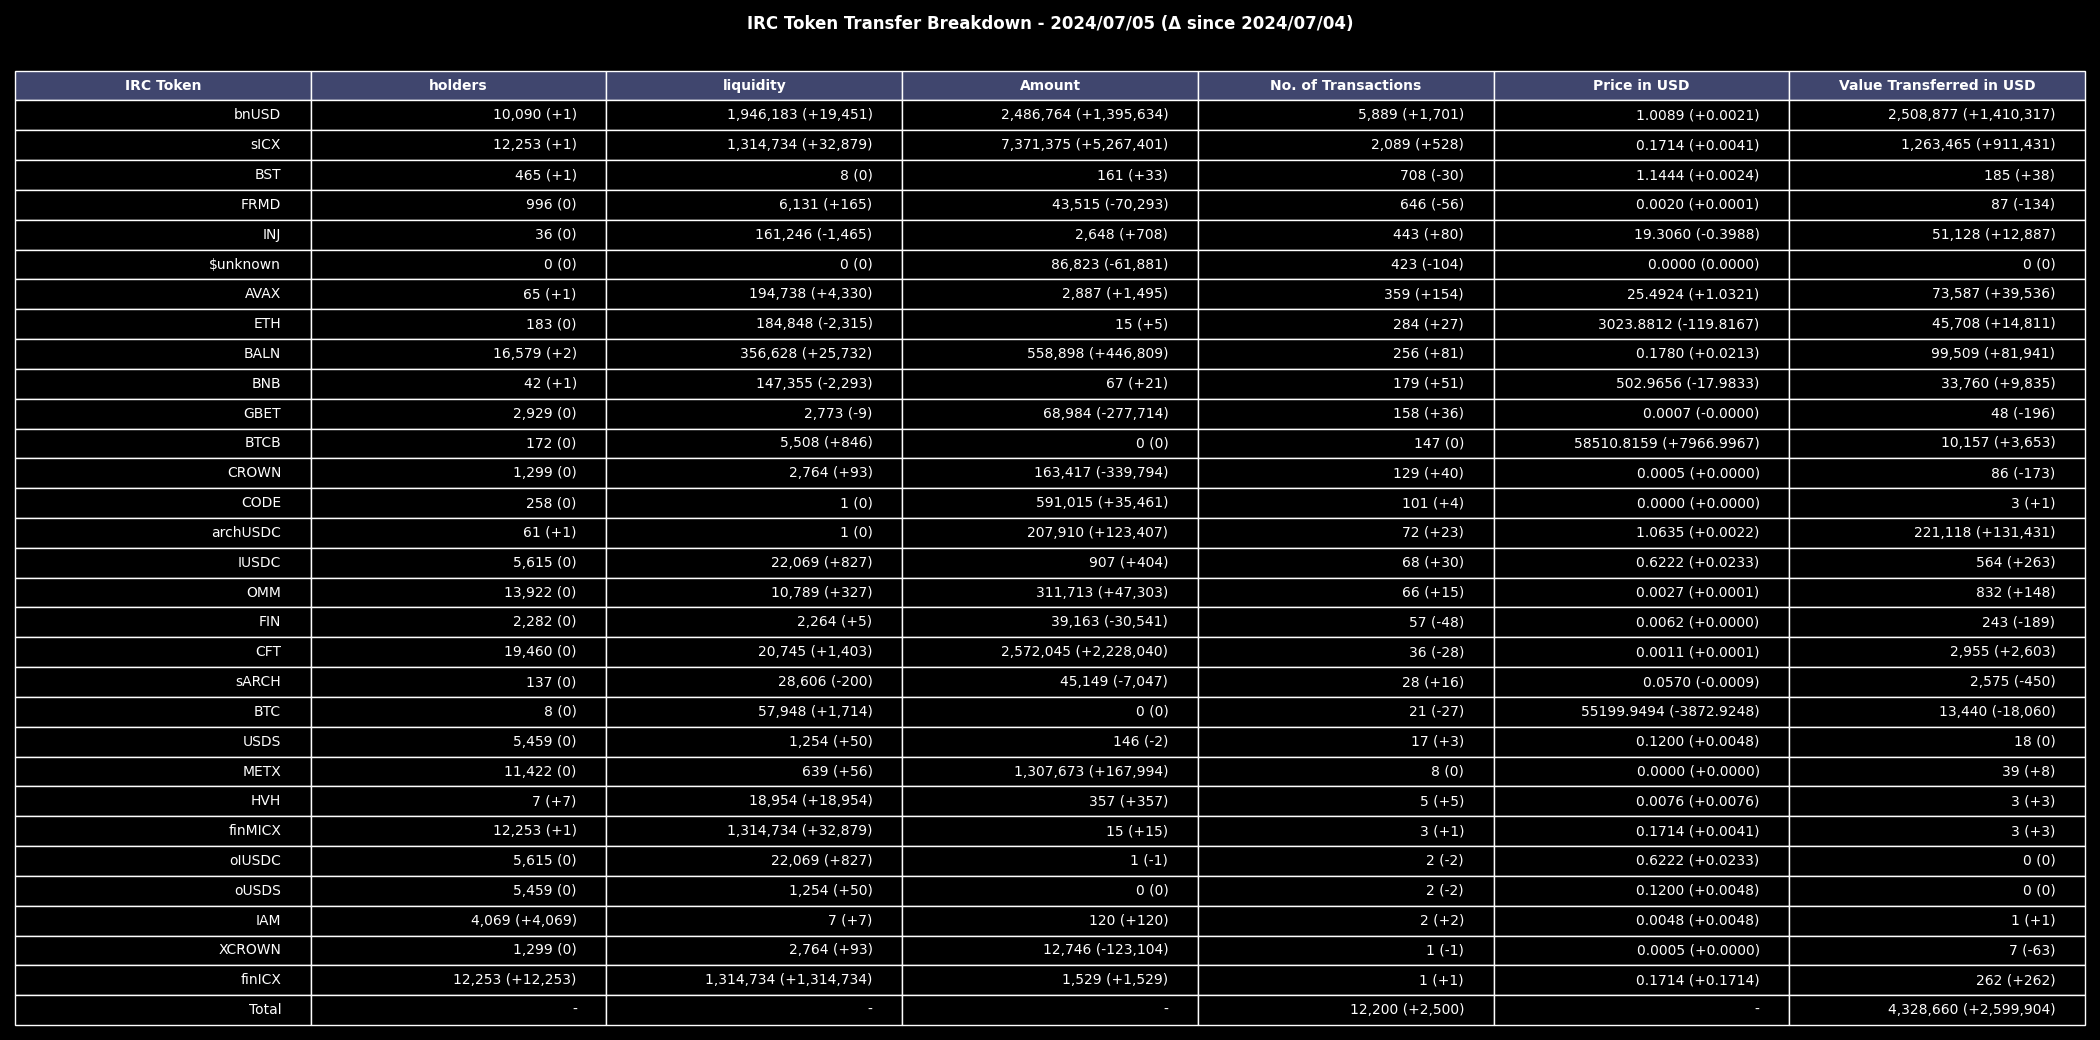 IRC Token Transfer Breakdown - 2024/07/05 (Δ since 2024/07/04)
IRC Token holders liquidity Amount No. of Transactions Price in USD Value Transferred in USD
bnUSD 10,090 (+1) 1,946,183 (+19,451) 2,486,764 (+1,395,634) 5,889 (+1,701) 1.0089 (+0.0021) 2,508,877 (+1,410,317)
sICX 12,253 (+1) 1,314,734 (+32,879) 7,371,375 (+5,267,401) 2,089 (+528) 0.1714 (+0.0041) 1,263,465 (+911,431)
BST 465 (+1) 8 (0) 161 (+33) 708 (-30) 1.1444 (+0.0024) 185 (+38)
FRMD 996 (0) 6,131 (+165) 43,515 (-70,293) 646 (-56) 0.0020 (+0.0001) 87 (-134)
INJ 36 (0) 161,246 (-1,465) 2,648 (+708) 443 (+80) 19.3060 (-0.3988) 51,128 (+12,887)
$unknown 0 (0) 0 (0) 86,823 (-61,881) 423 (-104) 0.0000 (0.0000) 0 (0)
AVAX 65 (+1) 194,738 (+4,330) 2,887 (+1,495) 359 (+154) 25.4924 (+1.0321) 73,587 (+39,536)
ETH 183 (0) 184,848 (-2,315) 15 (+5) 284 (+27) 3023.8812 (-119.8167) 45,708 (+14,811)
BALN 16,579 (+2) 356,628 (+25,732) 558,898 (+446,809) 256 (+81) 0.1780 (+0.0213) 99,509 (+81,941)
BNB 42 (+1) 147,355 (-2,293) 67 (+21) 179 (+51) 502.9656 (-17.9833) 33,760 (+9,835)
GBET 2,929 (0) 2,773 (-9) 68,984 (-277,714) 158 (+36) 0.0007 (-0.0000) 48 (-196)
BTCB 172 (0) 5,508 (+846) 0 (0) 147 (0) 58510.8159 (+7966.9967) 10,157 (+3,653)
CROWN 1,299 (0) 2,764 (+93) 163,417 (-339,794) 129 (+40) 0.0005 (+0.0000) 86 (-173)
CODE 258 (0) 1 (0) 591,015 (+35,461) 101 (+4) 0.0000 (+0.0000) 3 (+1)
archUSDC 61 (+1) 1 (0) 207,910 (+123,407) 72 (+23) 1.0635 (+0.0022) 221,118 (+131,431)
IUSDC 5,615 (0) 22,069 (+827) 907 (+404) 68 (+30) 0.6222 (+0.0233) 564 (+263)
OMM 13,922 (0) 10,789 (+327) 311,713 (+47,303) 66 (+15) 0.0027 (+0.0001) 832 (+148)
FIN 2,282 (0) 2,264 (+5) 39,163 (-30,541) 57 (-48) 0.0062 (+0.0000) 243 (-189)
CFT 19,460 (0) 20,745 (+1,403) 2,572,045 (+2,228,040) 36 (-28) 0.0011 (+0.0001) 2,955 (+2,603)
sARCH 137 (0) 28,606 (-200) 45,149 (-7,047) 28 (+16) 0.0570 (-0.0009) 2,575 (-450)
BTC 8 (0) 57,948 (+1,714) 0 (0) 21 (-27) 55199.9494 (-3872.9248) 13,440 (-18,060)
USDS 5,459 (0) 1,254 (+50) 146 (-2) 17 (+3) 0.1200 (+0.0048) 18 (0)
METX 11,422 (0) 639 (+56) 1,307,673 (+167,994) 8 (0) 0.0000 (+0.0000) 39 (+8)
HVH 7 (+7) 18,954 (+18,954) 357 (+357) 5 (+5) 0.0076 (+0.0076) 3 (+3)
finMICX 12,253 (+1) 1,314,734 (+32,879) 15 (+15) 3 (+1) 0.1714 (+0.0041) 3 (+3)
oIUSDC 5,615 (0) 22,069 (+827) 1 (-1) 2 (-2) 0.6222 (+0.0233) 0 (0)
oUSDS 5,459 (0) 1,254 (+50) 0 (0) 2 (-2) 0.1200 (+0.0048) 0 (0)
IAM 4,069 (+4,069) 7 (+7) 120 (+120) 2 (+2) 0.0048 (+0.0048) 1 (+1)
XCROWN 1,299 (0) 2,764 (+93) 12,746 (-123,104) 1 (-1) 0.0005 (+0.0000) 7 (-63)
finICX 12,253 (+12,253) 1,314,734 (+1,314,734) 1,529 (+1,529) 1 (+1) 0.1714 (+0.1714) 262 (+262)
Total - - - 12,200 (+2,500) - 4,328,660 (+2,599,904)